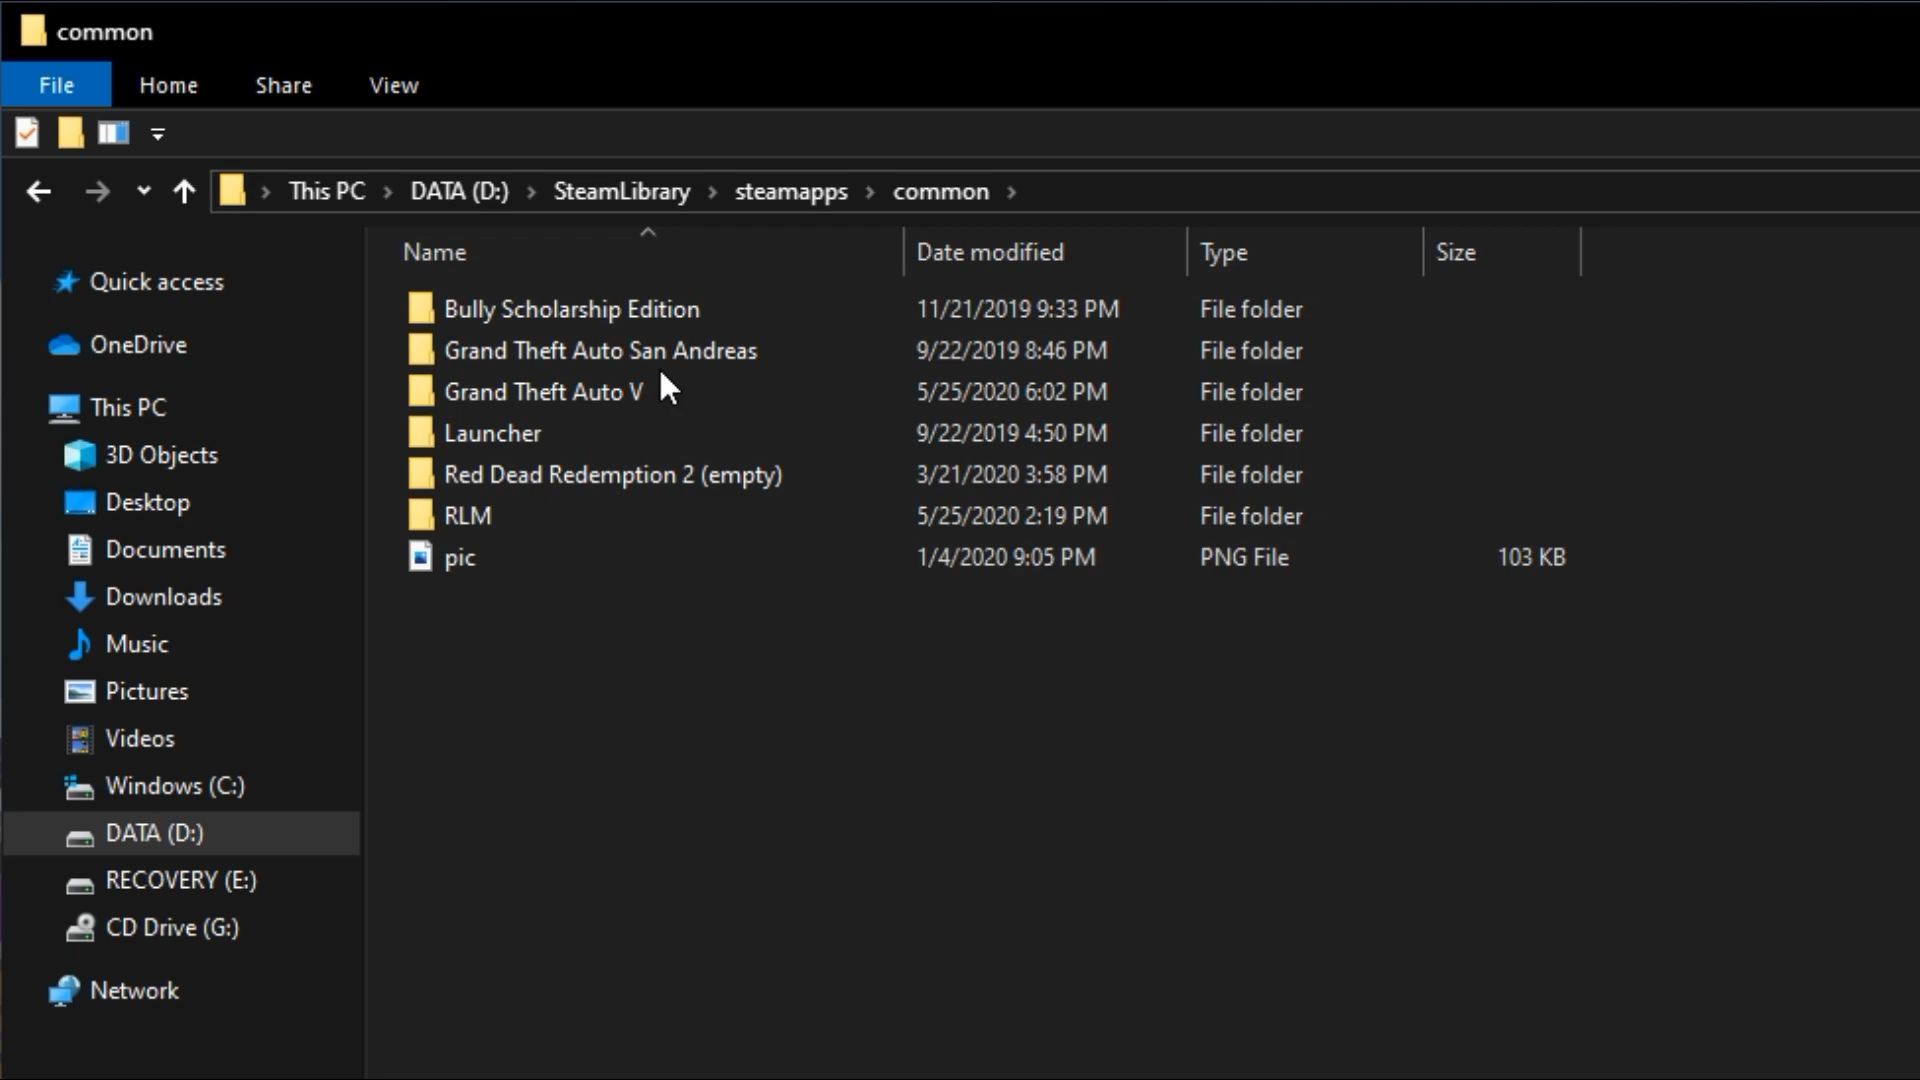 common
File Home Share View
This PC > DATA (D:) > SteamLibrary > steamapps > common >
Name Date modified Type Size
Quick access
OneDrive
This PC
3D Objects
Desktop
Documents
Downloads
Music
Pictures
Videos
Windows (C:)
DATA (D:)
RECOVERY (E:)
CD Drive (G:)
Network
Bully Scholarship Edition 11/21/2019 9:33 PM File folder
Grand Theft Auto San Andreas 9/22/2019 8:46 PM File folder
Grand Theft Auto V 5/25/2020 6:02 PM File folder
Launcher 9/22/2019 4:50 PM File folder
Red Dead Redemption 2 (empty) 3/21/2020 3:58 PM File folder
RLM 5/25/2020 2:19 PM File folder
pic 1/4/2020 9:05 PM PNG File 103 KB